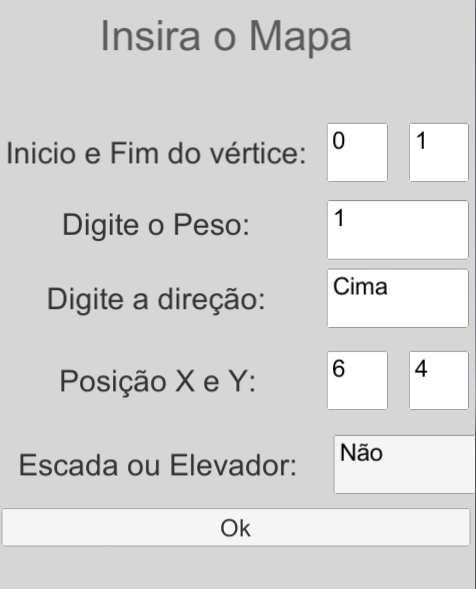 Insira o Mapa
Inicio e Fim do vértice: 0 1
Digite o Peso: 1
Digite a direção: Cima
Posição X e Y: 6 4
Escada ou Elevador: Não
Ok